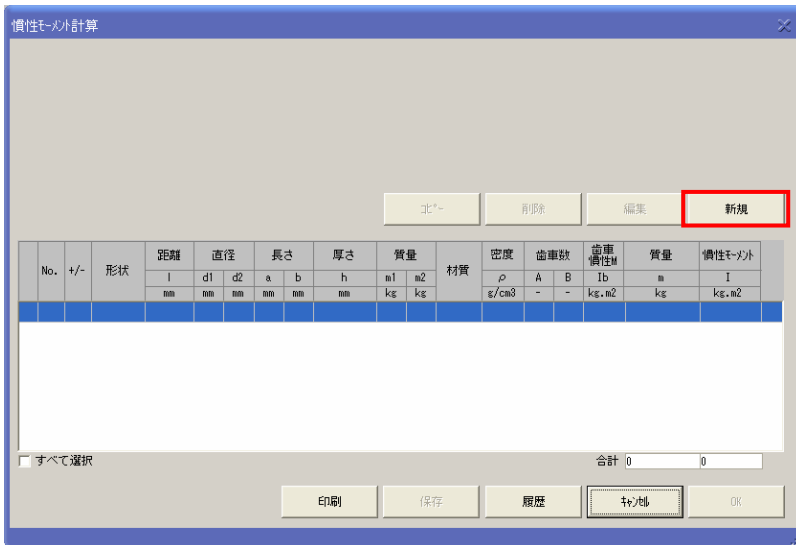 慣性ﾓｰﾒﾝﾄ計算
ｺﾋﾟｰ 削除 編集 新規
No. +/- 形状 距離 直径 長さ 厚さ 質量 材質 密度 歯車数 歯車慣性M 質量 慣性ﾓｰﾒﾝﾄ
l d1 d2 a b h m1 m2 ρ A B Ib m I
mm mm mm mm mm mm kg kg g/cm3 - - kg.m2 kg kg.m2
すべて選択 合計 0 0
印刷 保存 履歴 ｷｬﾝｾﾙ OK